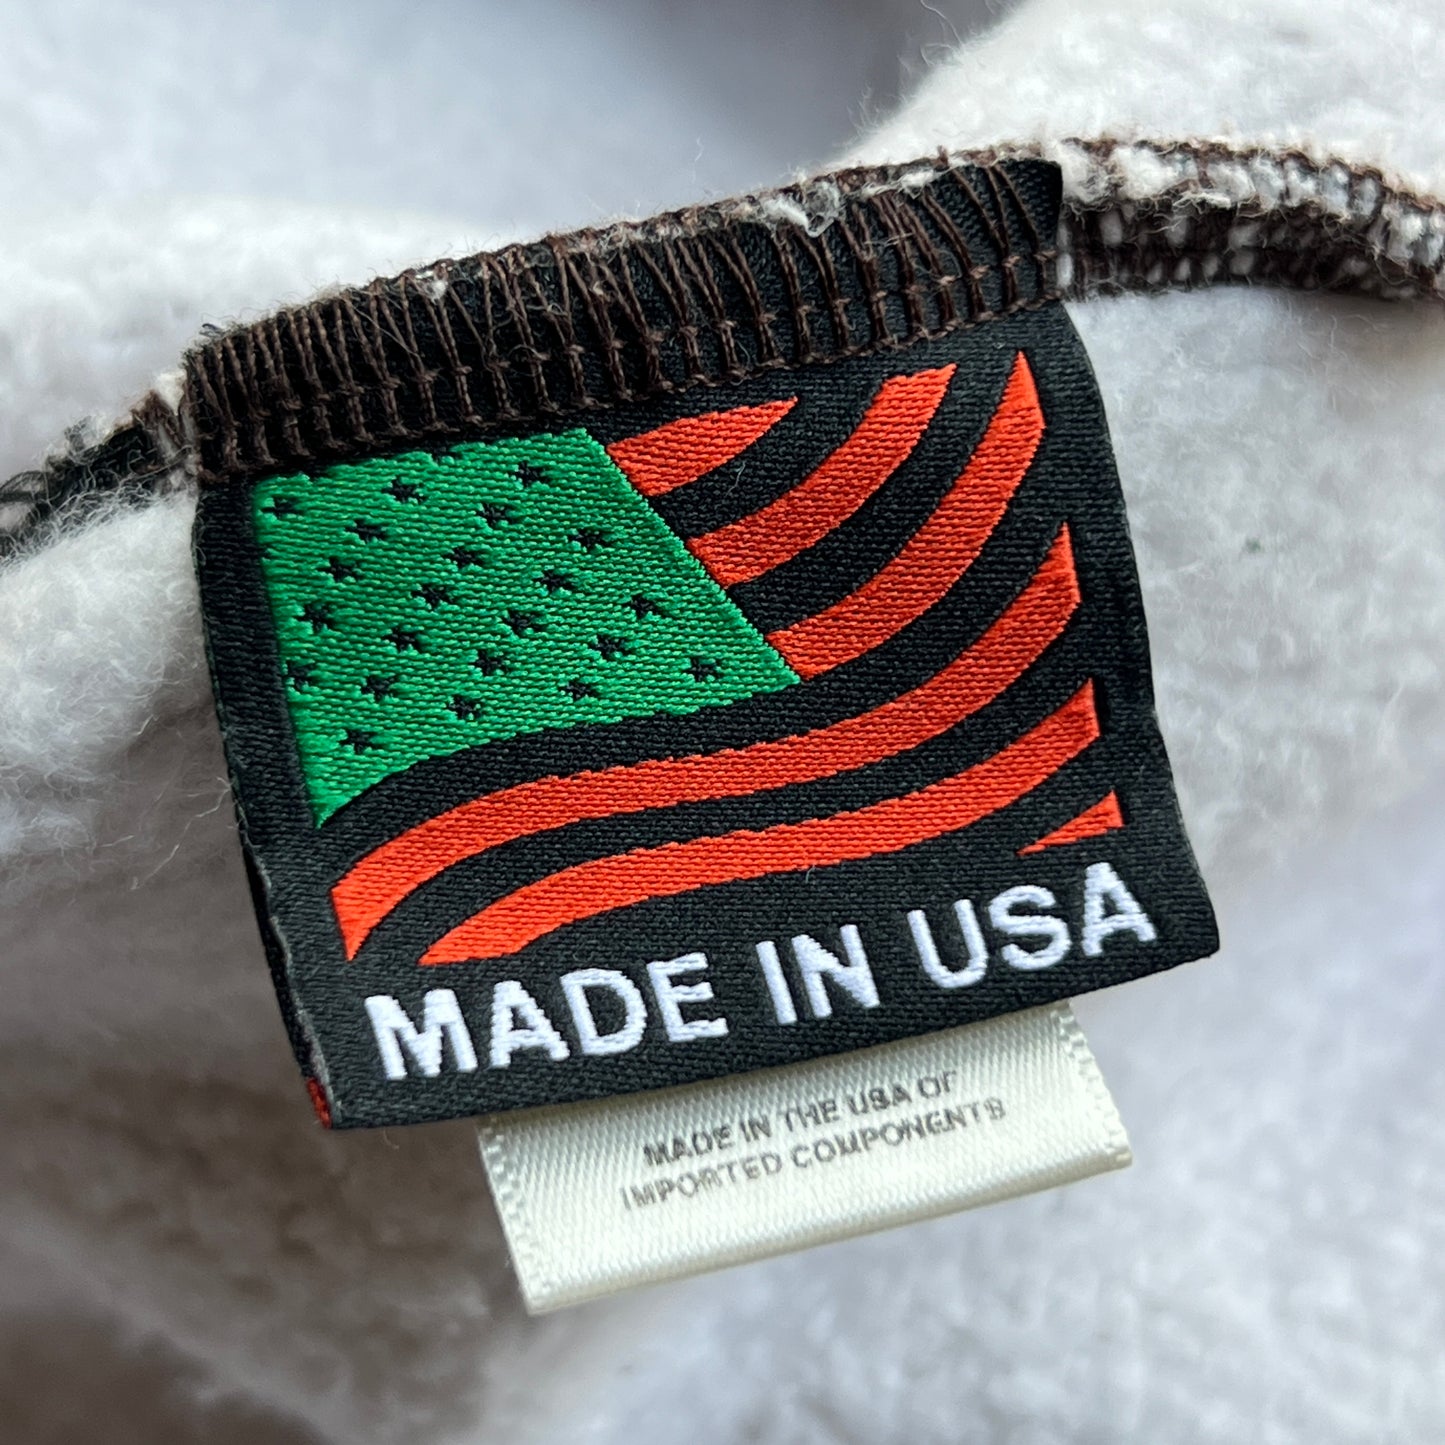 MADE IN USA
MADE IN THE USA OF
IMPORTED COMPONENTS